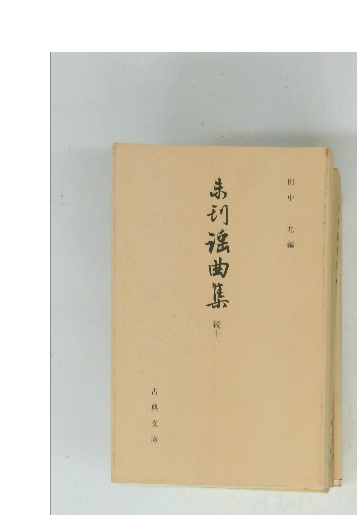 田中 允 編
未刊謡曲集 続十
古典文庫